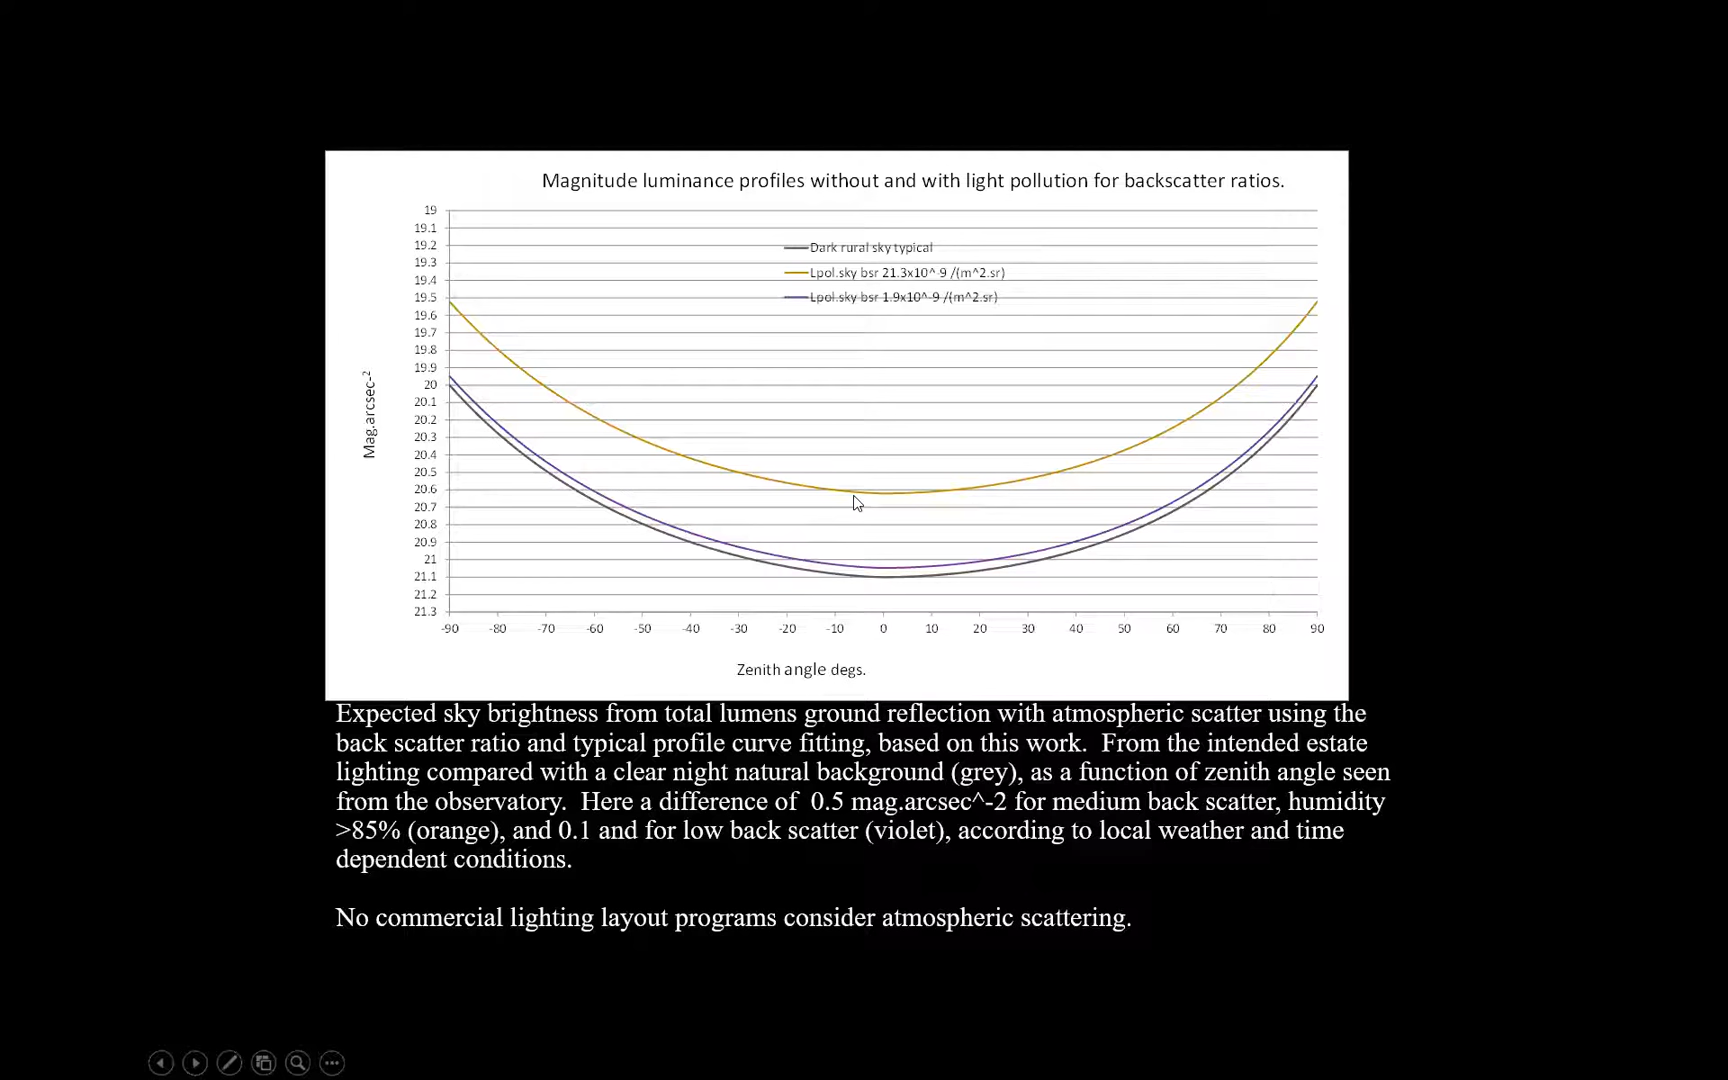 Magnitude luminance profiles without and with light pollution for backscatter ratios.
19
19.1
19.2
19.3
19.4
19.5
19.6
19.7
19.8
19.9
20
20.1
20.2
20.3
20.4
20.5
20.6
20.7
20.8
20.9
21
21.1
21.2
21.3
Dark rural sky typical
Lpol.sky bsr 21.3x10^-9 /(m^2.sr)
Lpol.sky bsr 1.9x10^-9 /(m^2.sr)
Mag.arcsec-²
-90 -80 -70 -60 -50 -40 -30 -20 -10 0 10 20 30 40 50 60 70 80 90
Zenith angle degs.
Expected sky brightness from total lumens ground reflection with atmospheric scatter using the
back scatter ratio and typical profile curve fitting, based on this work.  From the intended estate
lighting compared with a clear night natural background (grey), as a function of zenith angle seen
from the observatory.  Here a difference of  0.5 mag.arcsec^-2 for medium back scatter, humidity
>85% (orange), and 0.1 and for low back scatter (violet), according to local weather and time
dependent conditions.
No commercial lighting layout programs consider atmospheric scattering.